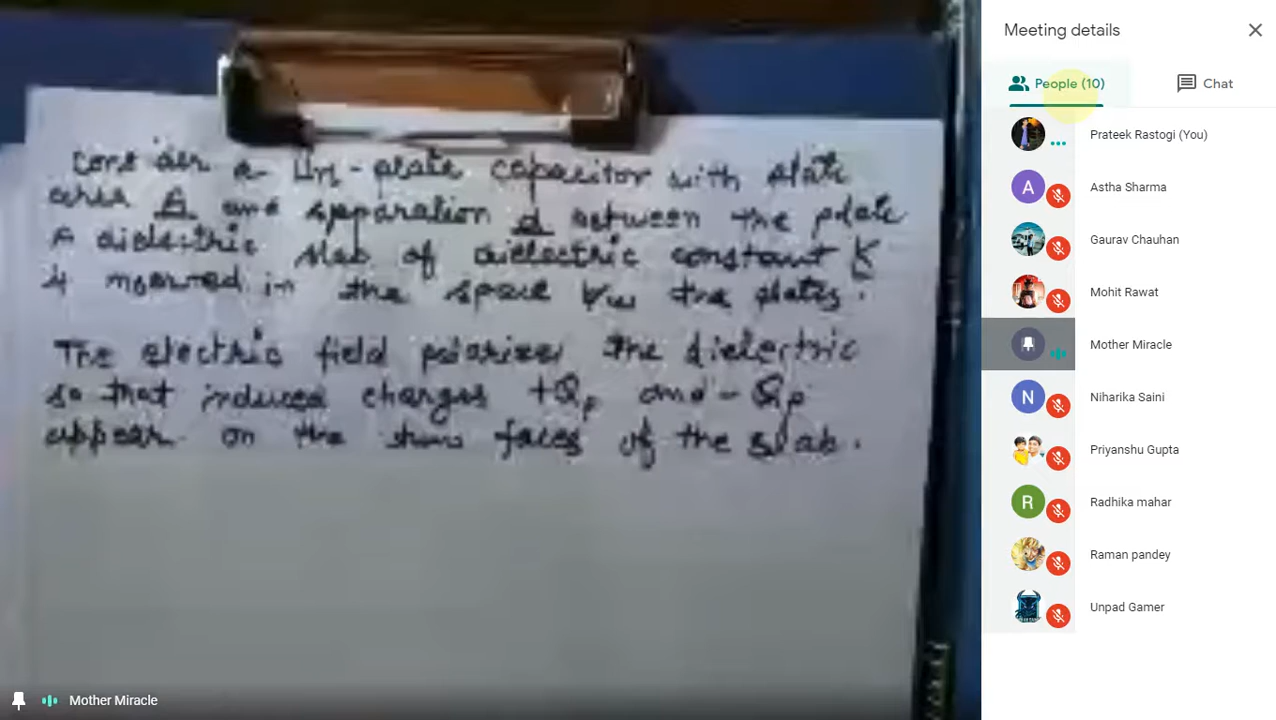 Consider a llrl-plate capacitor with plate
area A and separation d between the plate
A dielectric slab of dielectric constant K
is inserted in the space b/w the plates.
The electric field polarizes the dielectric
so that induced charges +Qp and -Qp
appear on the faces of the slab.
Mother Miracle
Meeting details
People (10)
Chat
Prateek Rastogi (You)
Astha Sharma
A
Gaurav Chauhan
Mohit Rawat
Mother Miracle
Niharika Saini
N
Priyanshu Gupta
Radhika mahar
R
Raman pandey
Unpad Gamer